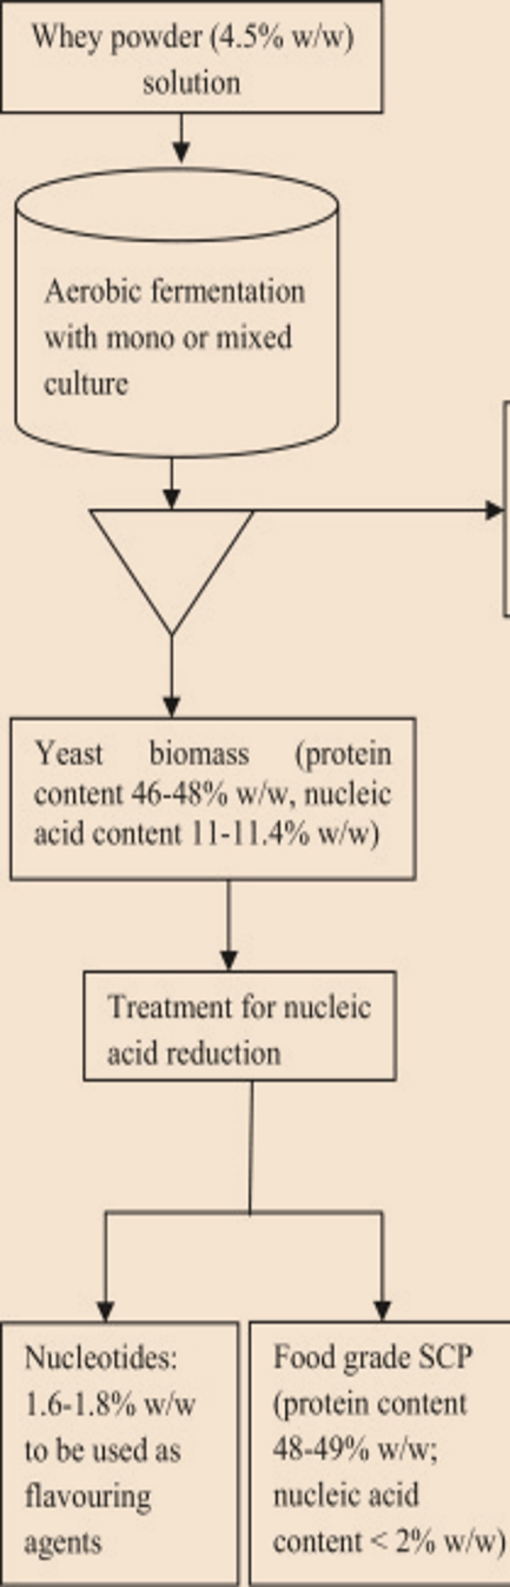 Whey powder (4.5% w/w)
solution
Aerobic fermentation
with mono or mixed
culture
Yeast biomass (protein
content 46-48% w/w, nucleic
acid content 11-11.4% w/w)
Treatment for nucleic
acid reduction
Nucleotides:
1.6-1.8% w/w
to be used as
flavouring
agents
Food grade SCP
(protein content
48-49% w/w;
nucleic acid
content < 2% w/w)